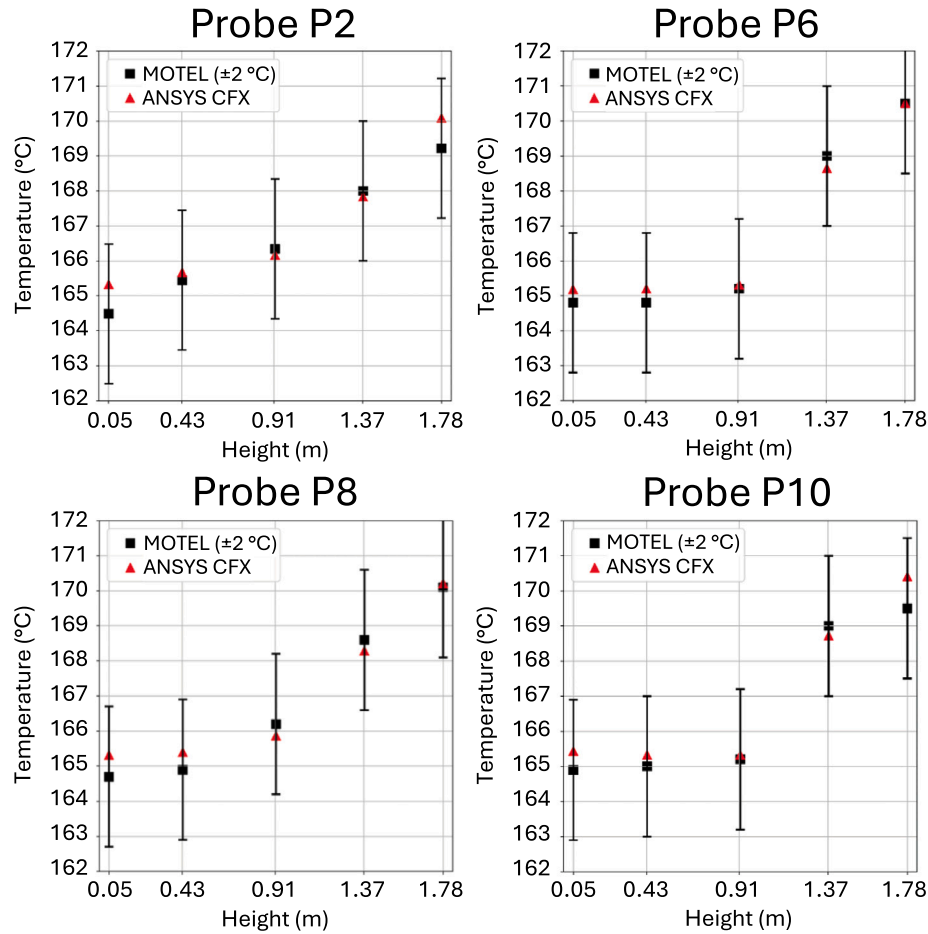 Probe P2
172
171
170
169
168
167
166
165
164
163
162
Temperature (°C)
MOTEL (±2 °C)
ANSYS CFX
0.05 0.43 0.91 1.37 1.78
Height (m)
Probe P6
172
171
170
169
168
167
166
165
164
163
162
Temperature (°C)
MOTEL (±2 °C)
ANSYS CFX
0.05 0.43 0.91 1.37 1.78
Height (m)
Probe P8
172
171
170
169
168
167
166
165
164
163
162
Temperature (°C)
MOTEL (±2 °C)
ANSYS CFX
0.05 0.43 0.91 1.37 1.78
Height (m)
Probe P10
172
171
170
169
168
167
166
165
164
163
162
Temperature (°C)
MOTEL (±2 °C)
ANSYS CFX
0.05 0.43 0.91 1.37 1.78
Height (m)